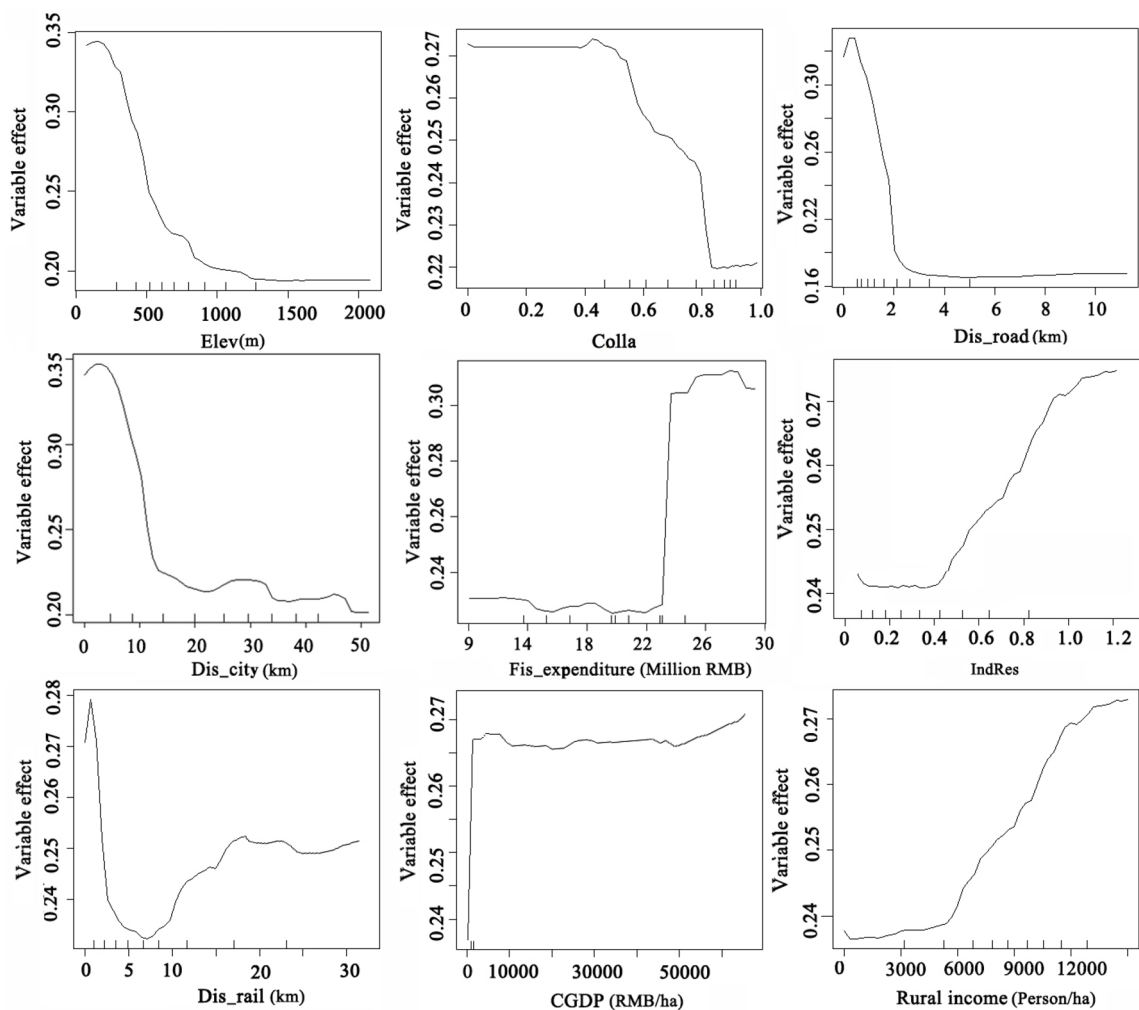 Variable effect
0.35
0.30
0.25
0.20
0 500 1000 1500 2000
Elev(m)
Variable effect
0.27
0.26
0.25
0.24
0.23
0.22
0 0.2 0.4 0.6 0.8 1.0
Colla
Variable effect
0.30
0.26
0.22
0.16
0 2 4 6 8 10
Dis_road (km)
Variable effect
0.35
0.30
0.25
0.20
0 10 20 30 40 50
Dis_city (km)
Variable effect
0.30
0.28
0.26
0.24
9 14 18 22 26 30
Fis_expenditure (Million RMB)
Variable effect
0.27
0.26
0.25
0.24
0 0.2 0.4 0.6 0.8 1.0 1.2
IndRes
Variable effect
0.28
0.27
0.25
0.24
0 5 10 20 30
Dis_rail (km)
Variable effect
0.27
0.26
0.25
0.24
0 10000 30000 50000
CGDP (RMB/ha)
Variable effect
0.27
0.26
0.25
0.24
0 3000 6000 9000 12000
Rural income (Person/ha)